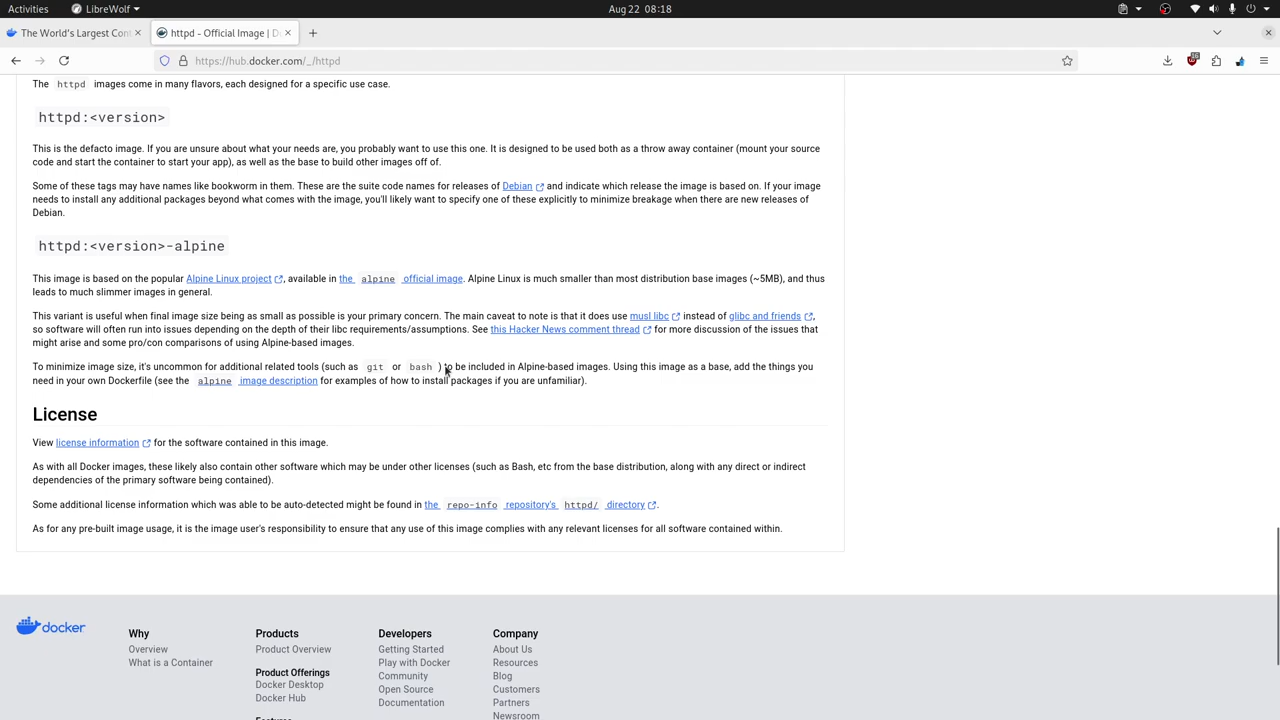 Activities LibreWolf Aug 22 08:18
The World's Largest Con httpd - Official Image | D
https://hub.docker.com/_/httpd
The httpd images come in many flavors, each designed for a specific use case.
httpd:<version>
This is the defacto image. If you are unsure about what your needs are, you probably want to use this one. It is designed to be used both as a throw away container (mount your source
code and start the container to start your app), as well as the base to build other images off of.
Some of these tags may have names like bookworm in them. These are the suite code names for releases of Debian and indicate which release the image is based on. If your image
needs to install any additional packages beyond what comes with the image, you'll likely want to specify one of these explicitly to minimize breakage when there are new releases of
Debian.
httpd:<version>-alpine
This image is based on the popular Alpine Linux project, available in the alpine official image. Alpine Linux is much smaller than most distribution base images (~5MB), and thus
leads to much slimmer images in general.
This variant is useful when final image size being as small as possible is your primary concern. The main caveat to note is that it does use musl libc instead of glibc and friends,
so software will often run into issues depending on the depth of their libc requirements/assumptions. See this Hacker News comment thread for more discussion of the issues that
might arise and some pro/con comparisons of using Alpine-based images.
To minimize image size, it's uncommon for additional related tools (such as git or bash ) to be included in Alpine-based images. Using this image as a base, add the things you
need in your own Dockerfile (see the alpine image description for examples of how to install packages if you are unfamiliar).
License
View license information for the software contained in this image.
As with all Docker images, these likely also contain other software which may be under other licenses (such as Bash, etc from the base distribution, along with any direct or indirect
dependencies of the primary software being contained).
Some additional license information which was able to be auto-detected might be found in the repo-info repository's httpd/ directory.
As for any pre-built image usage, it is the image user's responsibility to ensure that any use of this image complies with any relevant licenses for all software contained within.
docker
Why
Overview
What is a Container
Products
Product Overview
Product Offerings
Docker Desktop
Docker Hub
Features
Developers
Getting Started
Play with Docker
Community
Open Source
Documentation
Company
About Us
Resources
Blog
Customers
Partners
Newsroom